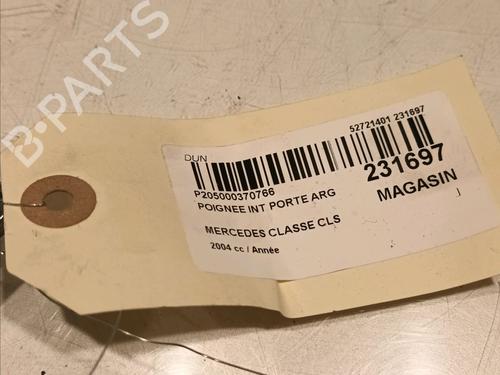 B-PARTS
DUN
52721401 231697
P205000370766
231697
POIGNEE INT PORTE ARG
MAGASIN
MERCEDES CLASSE CLS
2004 cc / Année